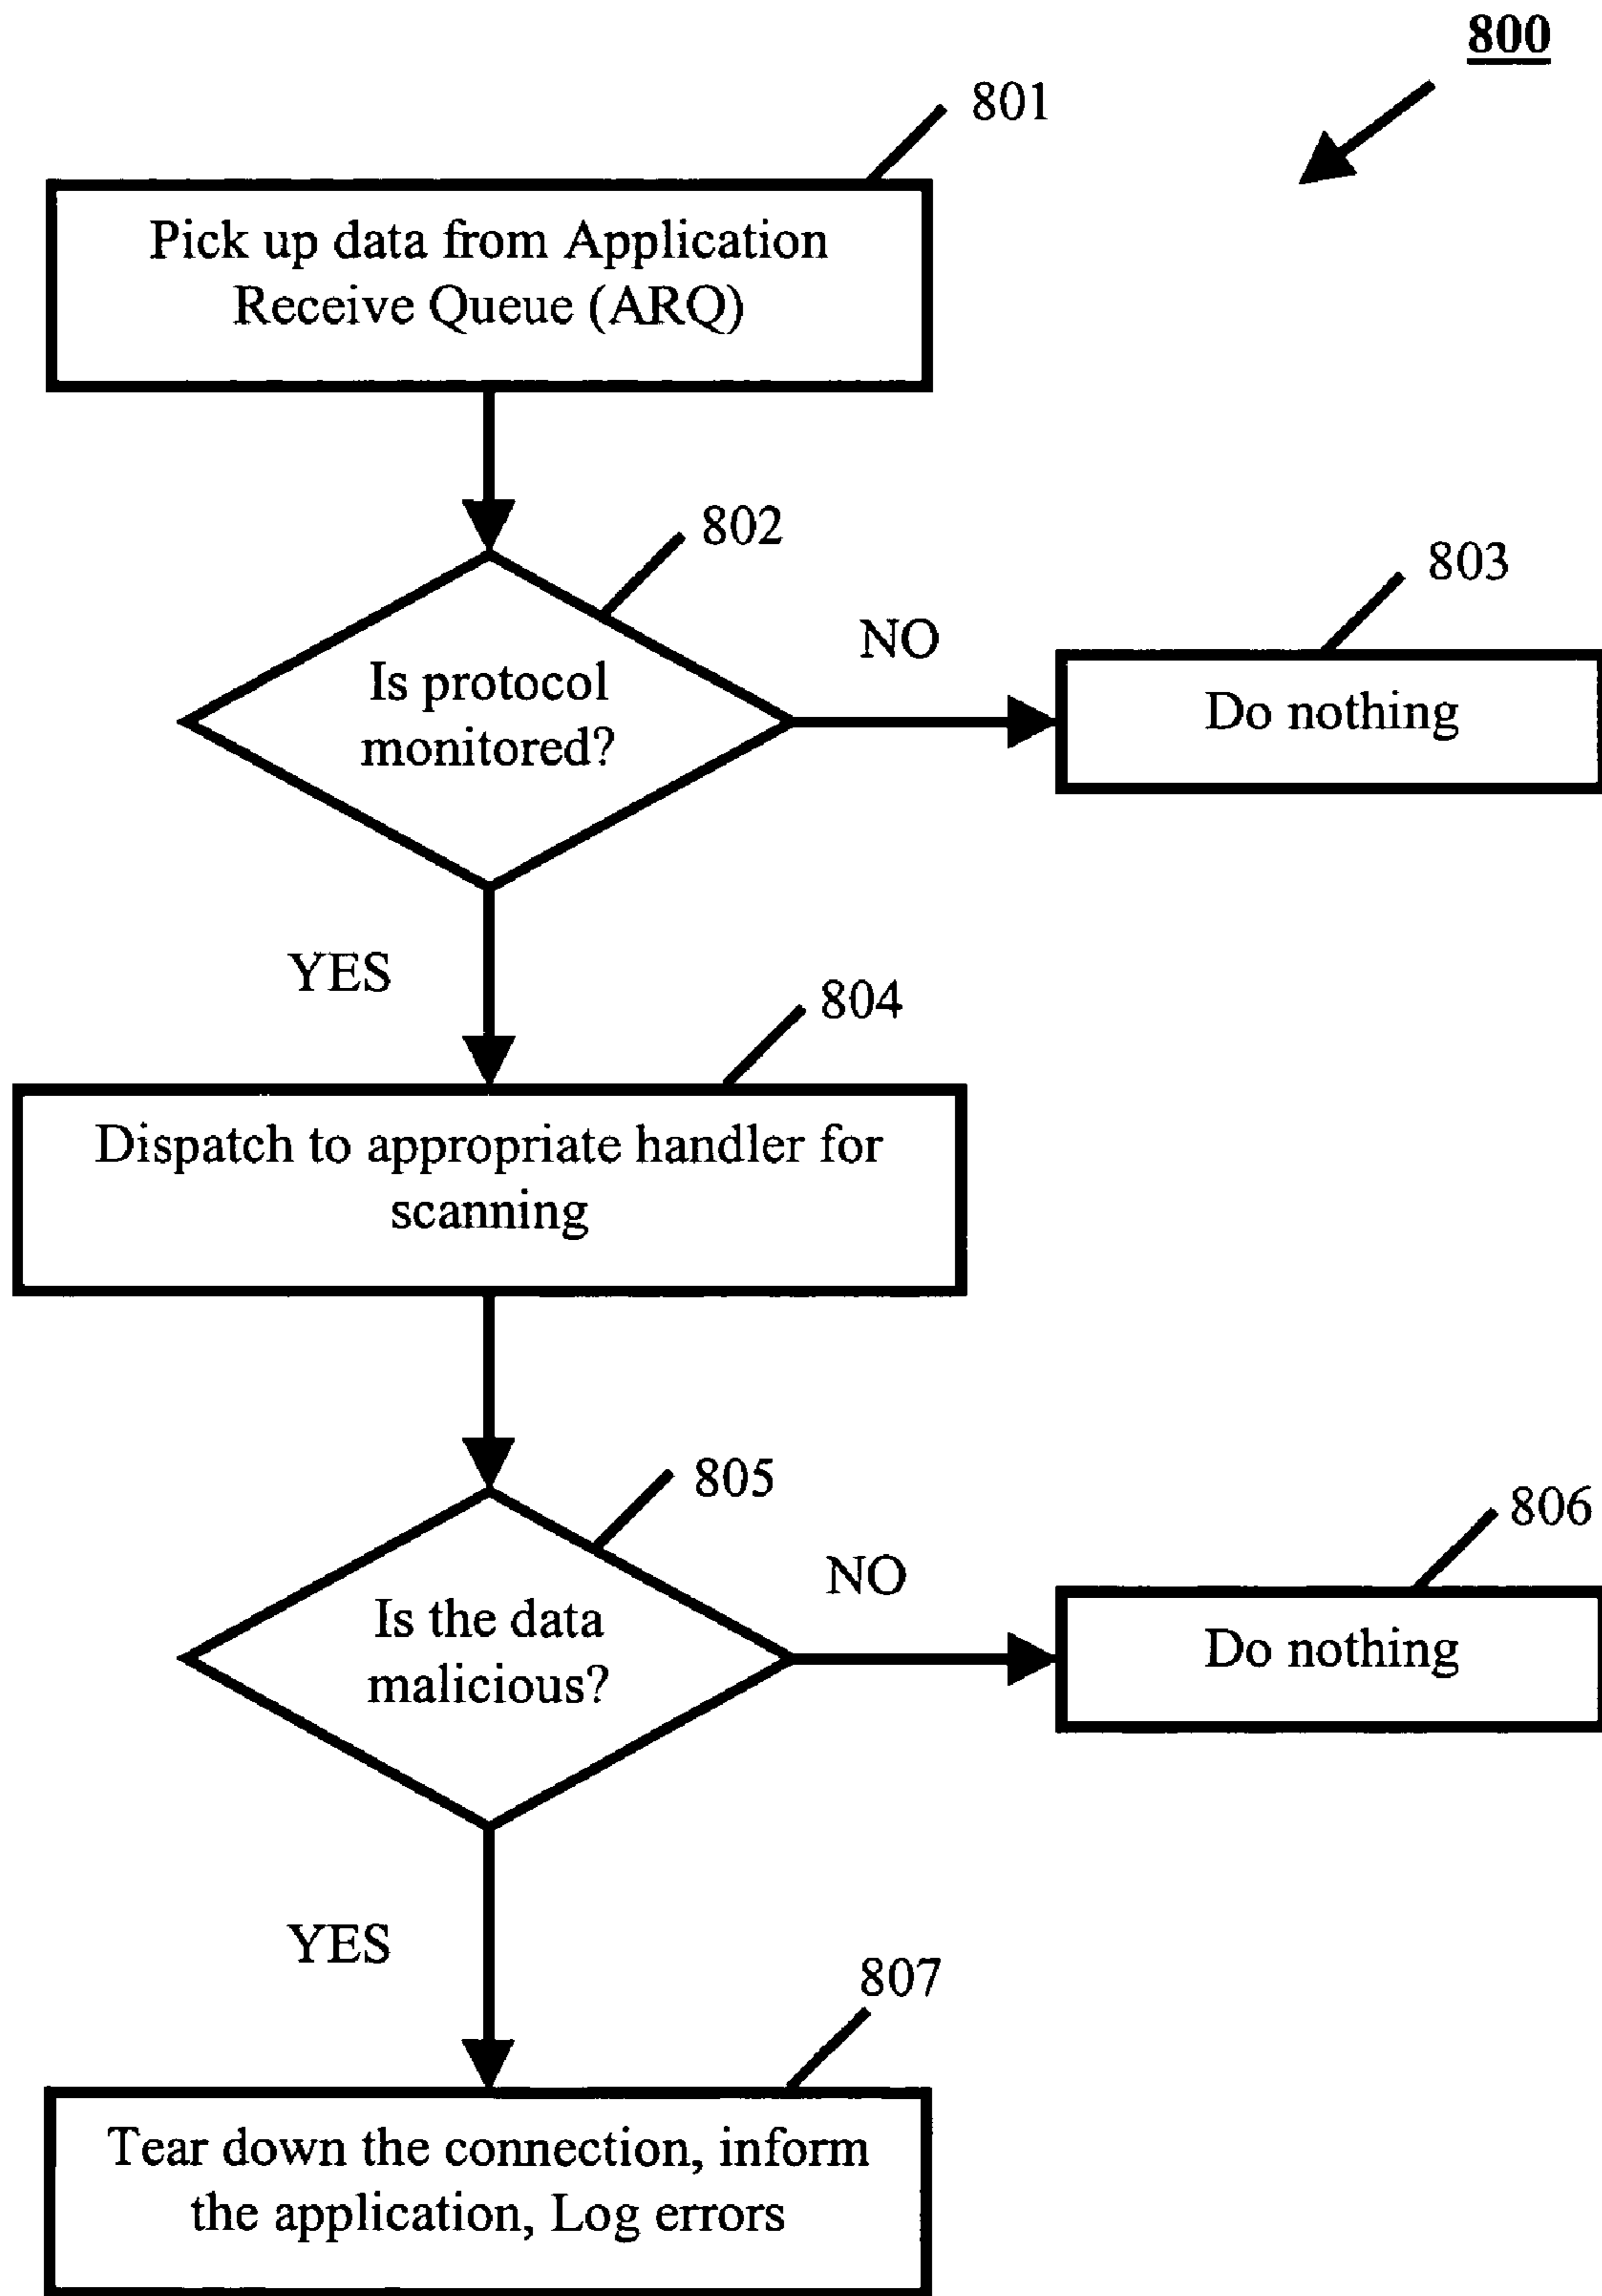 800
801
Pick up data from Application
Receive Queue (ARQ)
802
803
NO
Is protocol
monitored?
Do nothing
YES
804
Dispatch to appropriate handler for
scanning
805
806
NO
Is the data
malicious?
Do nothing
YES
807
Tear down the connection, inform
the application, Log errors